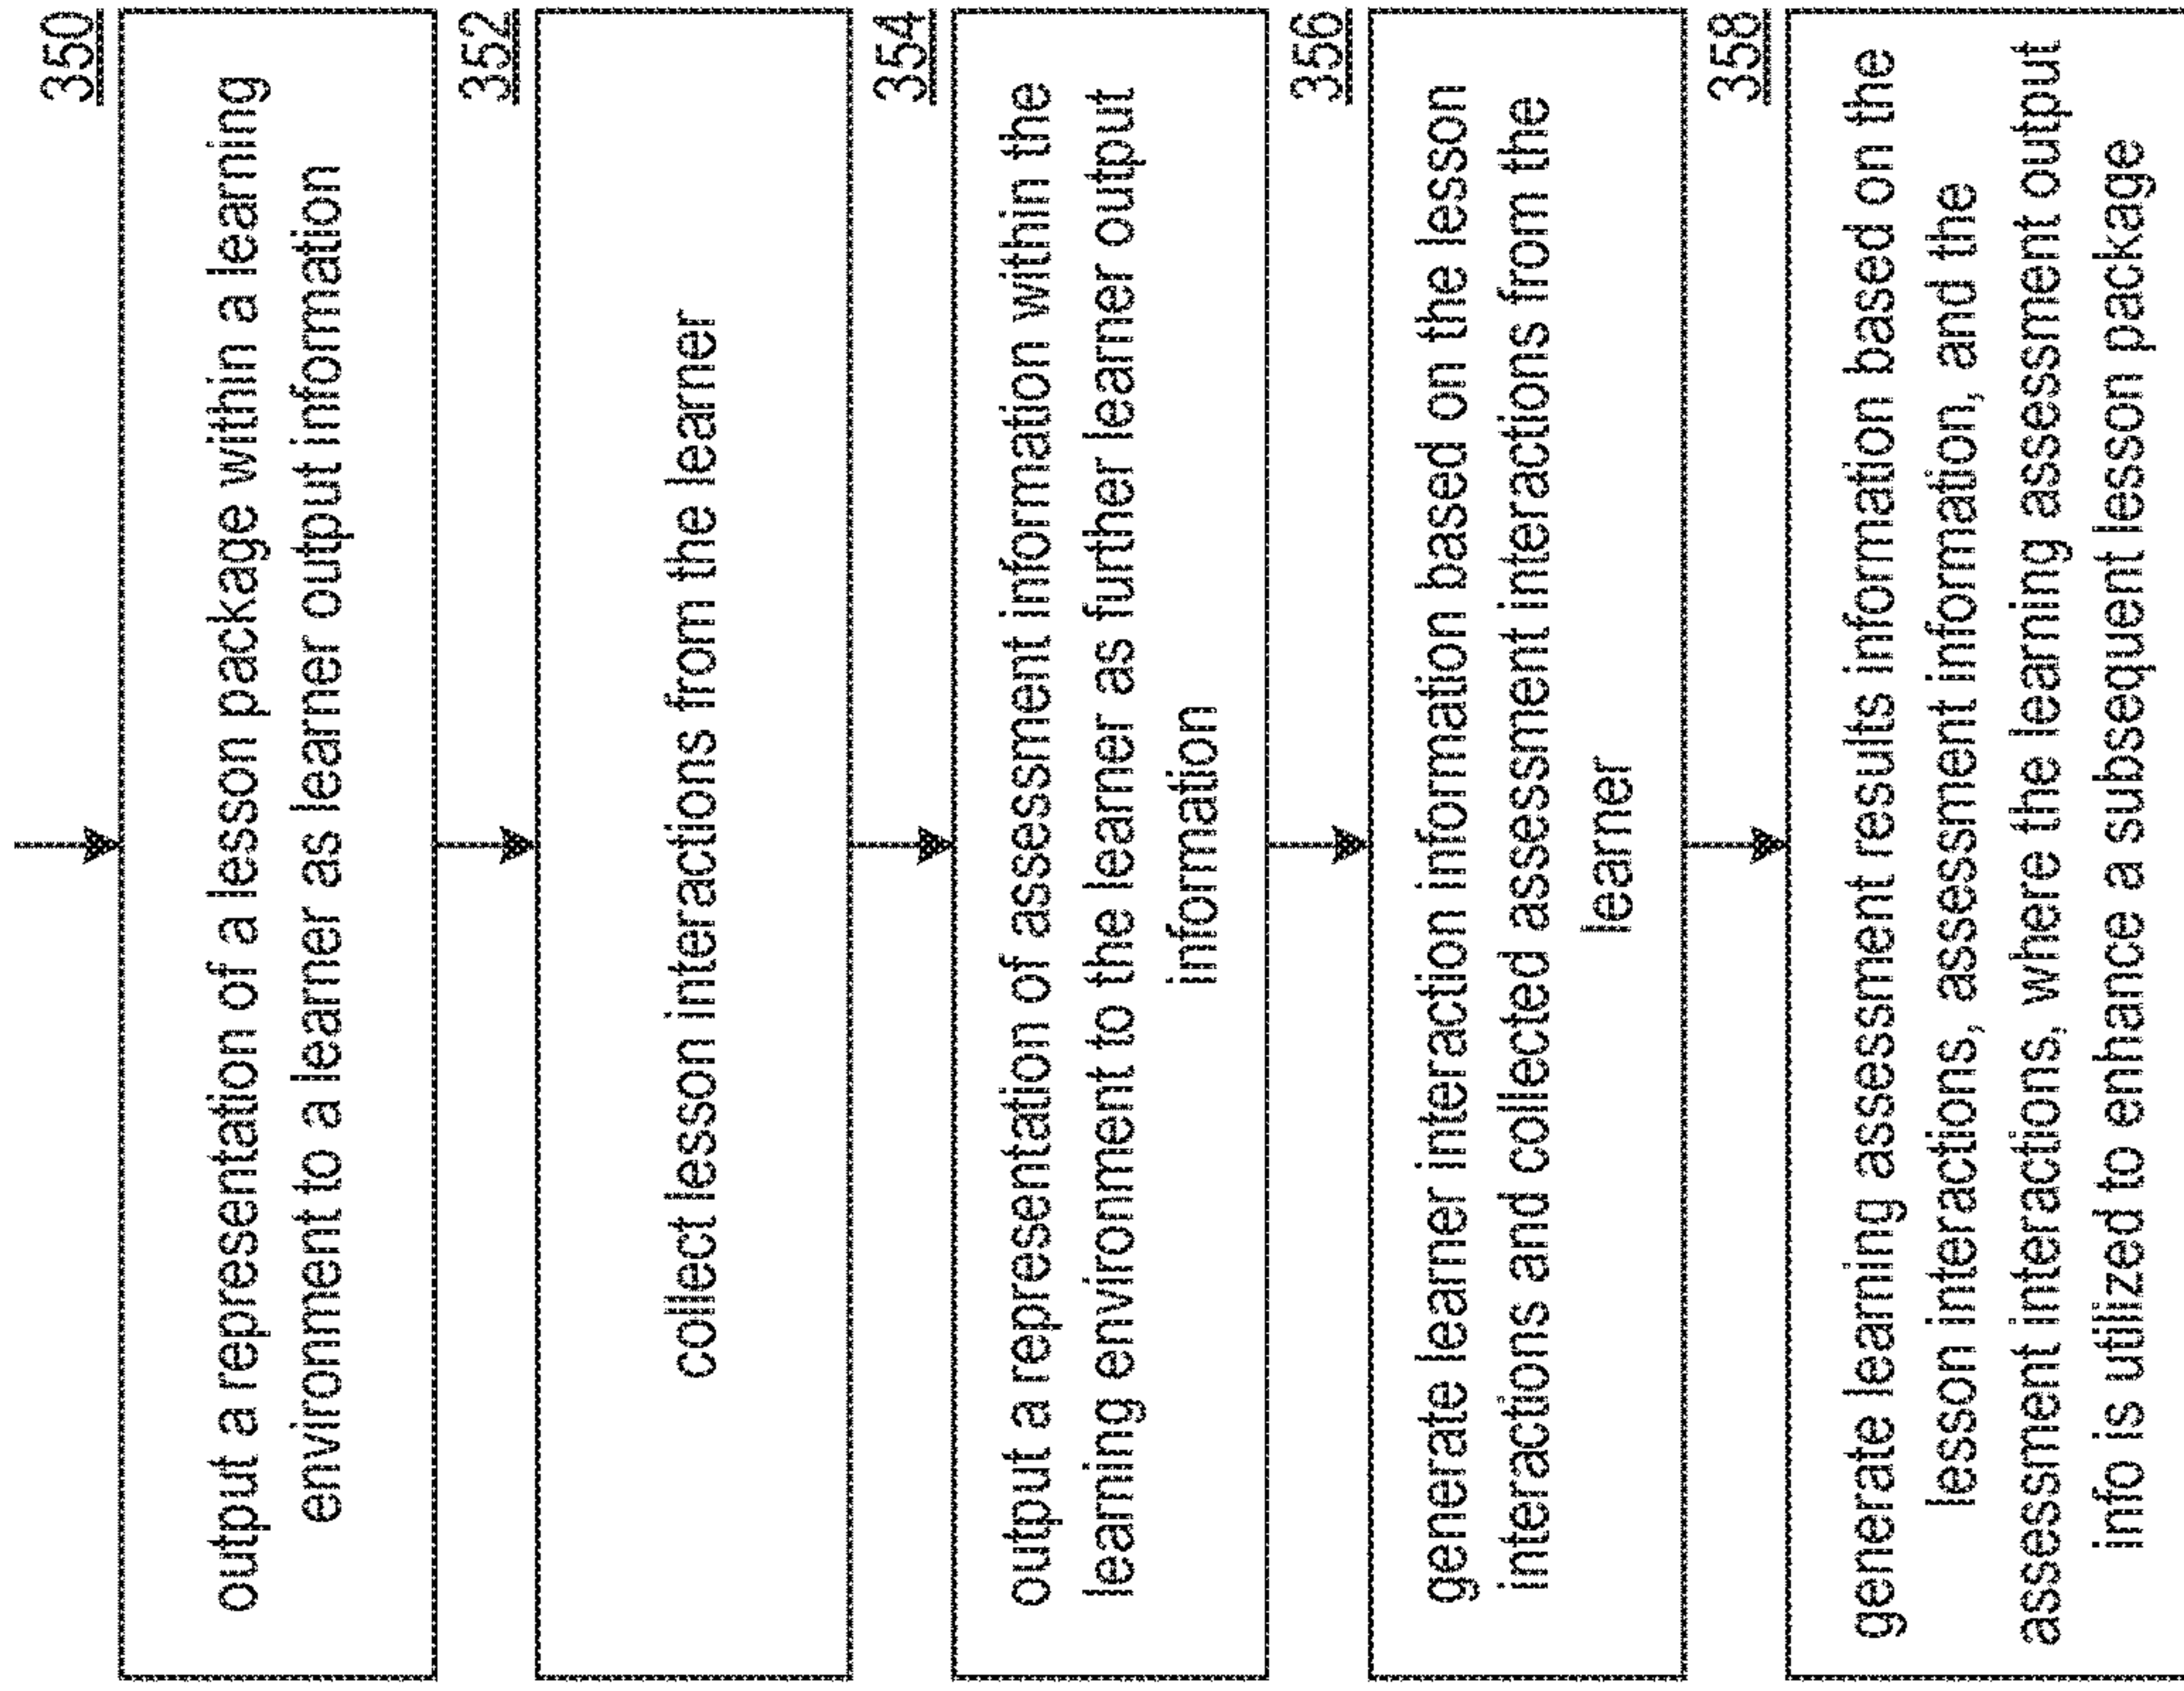 350
output a representation of a lesson package within a learning
environment to a learner as learner output information
352
collect lesson interactions from the learner
354
output a representation of assessment information within the
learning environment to the learner as further learner output
information
356
generate learner interaction information based on the lesson
interactions and collected assessment interactions from the
learner
358
generate learning assessment results information based on the
lesson interactions, assessment information, and the
assessment interactions, where the learning assessment output
info is utilized to enhance a subsequent lesson package